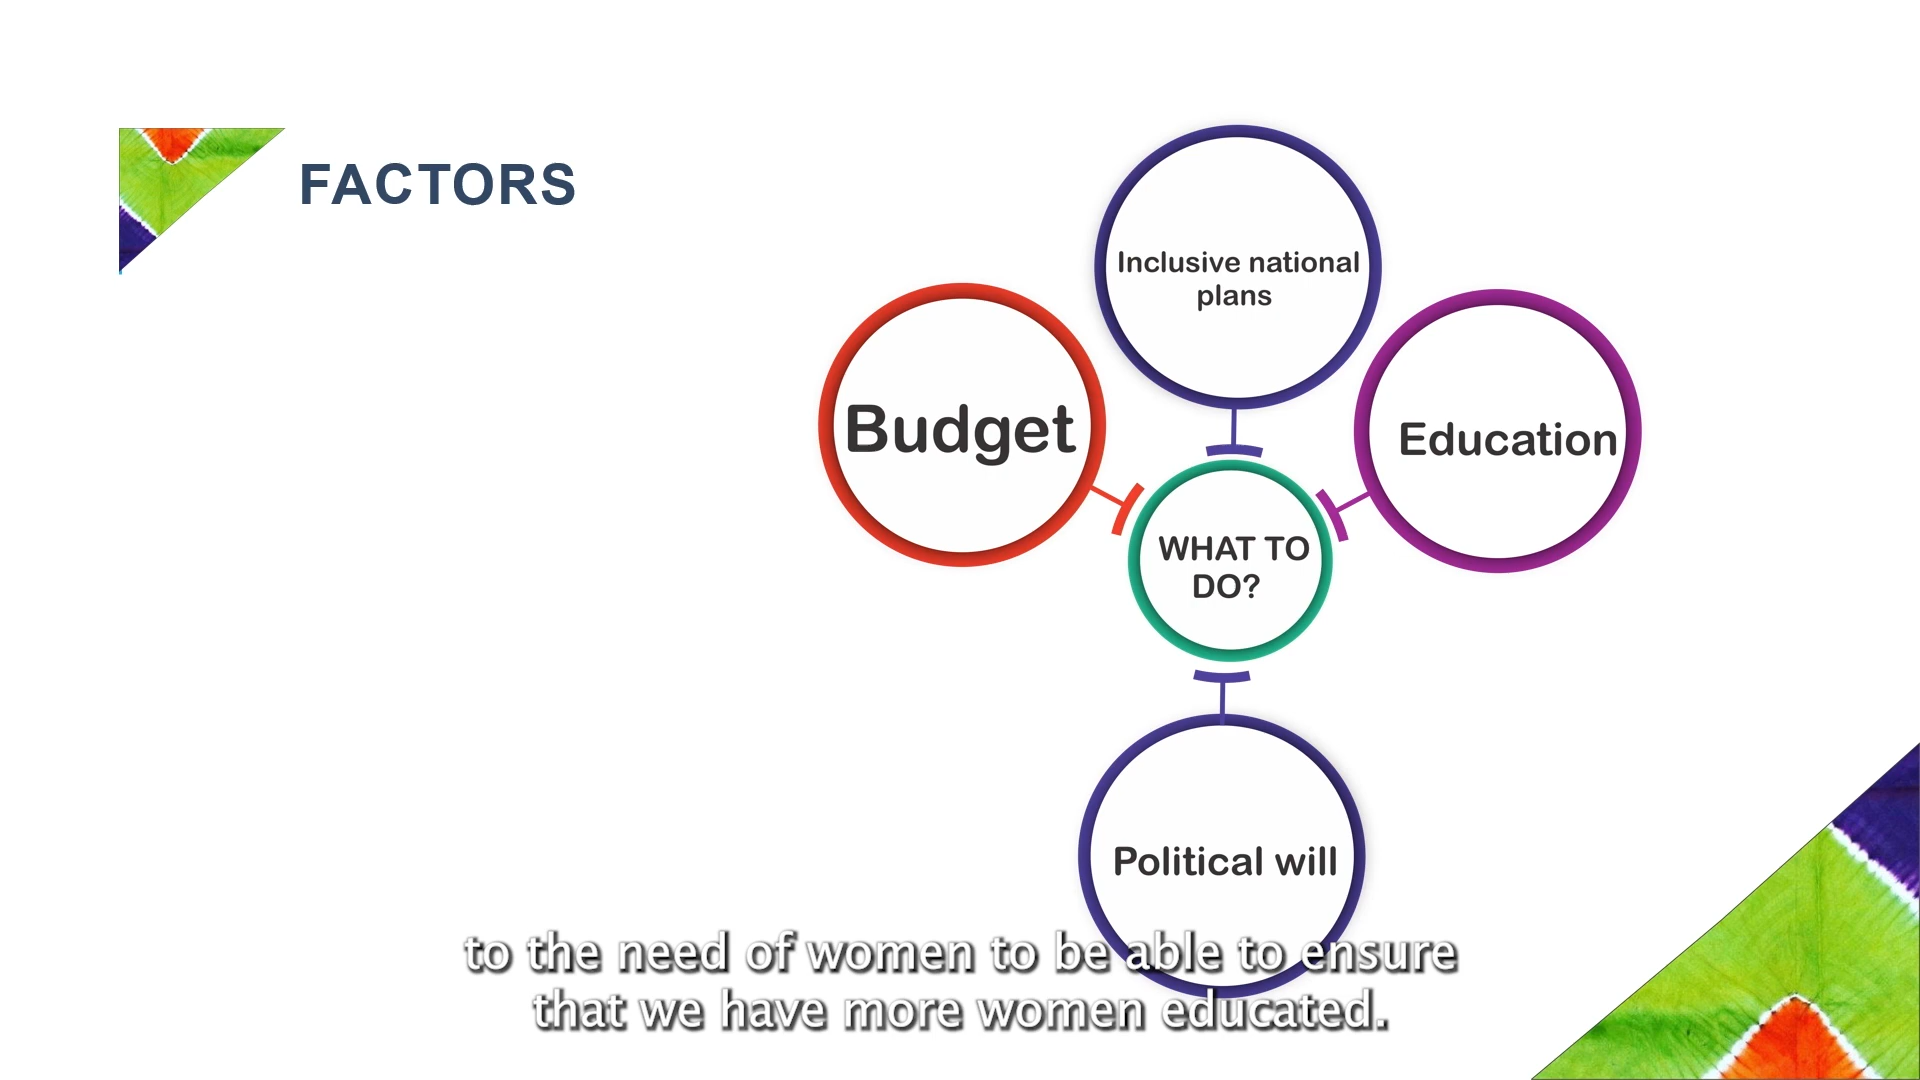 FACTORS
Inclusive national
plans
Budget
Education
WHAT TO
DO?
Political will
to the need of women to be able to ensure
that we have more women educated.